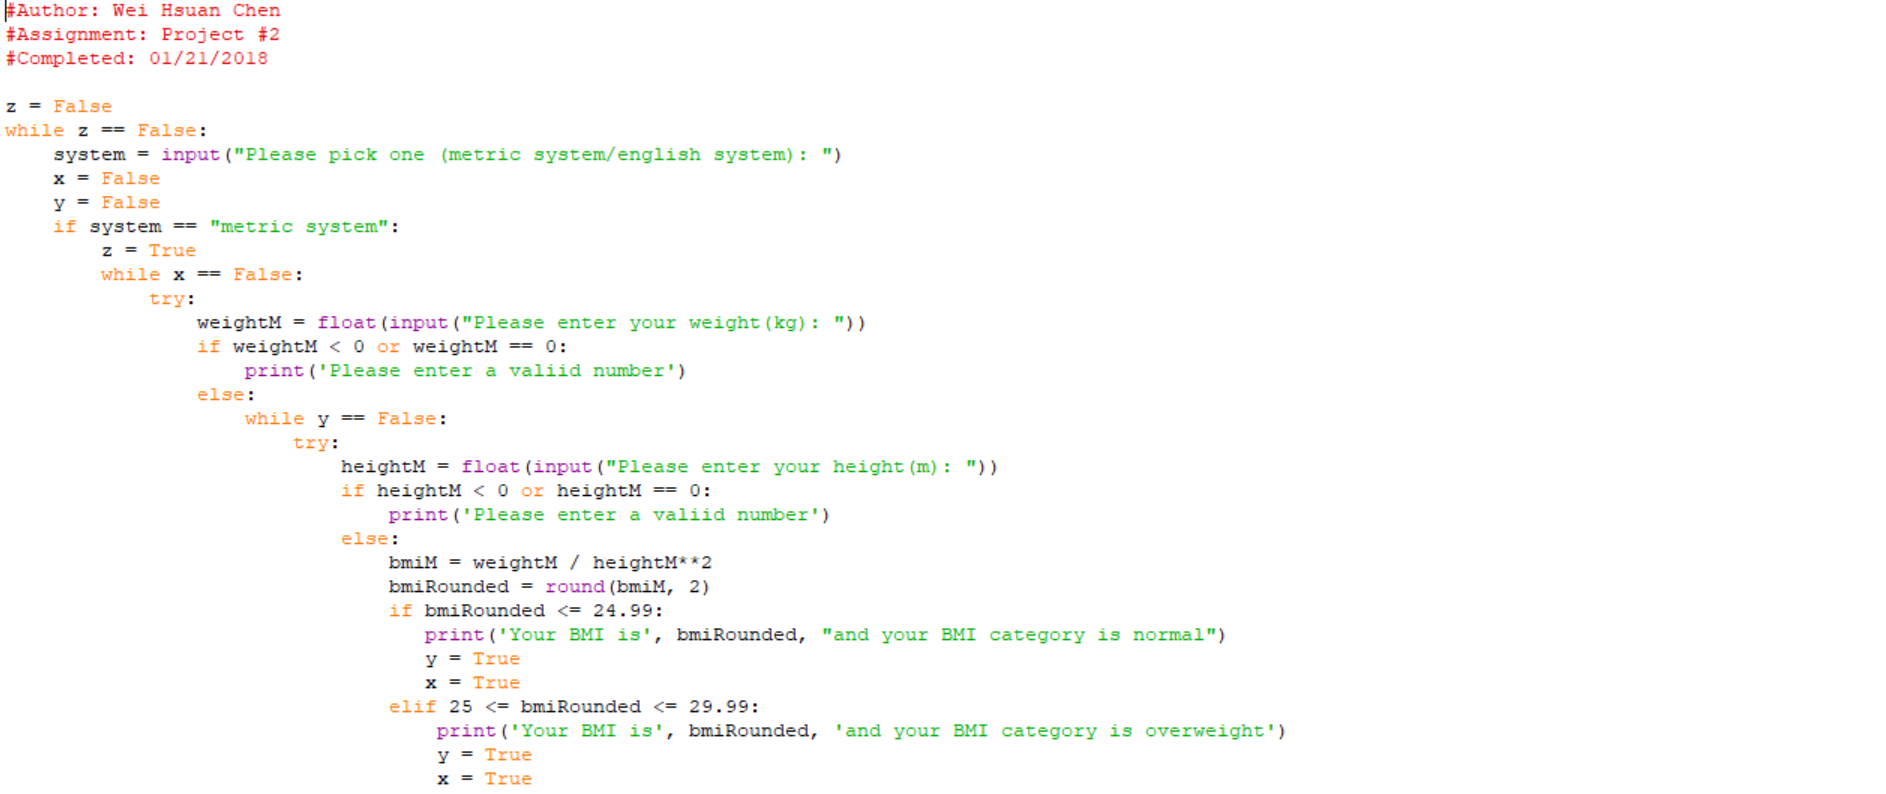 #Author: Wei Hsuan Chen
#Assignment: Project #2
#Completed: 01/21/2018

z = False
while z == False:
    system = input("Please pick one (metric system/english system): ")
    x = False
    y = False
    if system == "metric system":
        z = True
        while x == False:
            try:
                weightM = float(input("Please enter your weight(kg): "))
                if weightM < 0 or weightM == 0:
                    print('Please enter a valiid number')
                else:
                    while y == False:
                        try:
                            heightM = float(input("Please enter your height(m): "))
                            if heightM < 0 or heightM == 0:
                                print('Please enter a valiid number')
                            else:
                                bmiM = weightM / heightM**2
                                bmiRounded = round(bmiM, 2)
                                if bmiRounded <= 24.99:
                                   print('Your BMI is', bmiRounded, "and your BMI category is normal")
                                   y = True
                                   x = True
                                elif 25 <= bmiRounded <= 29.99:
                                    print('Your BMI is', bmiRounded, 'and your BMI category is overweight')
                                    y = True
                                    x = True